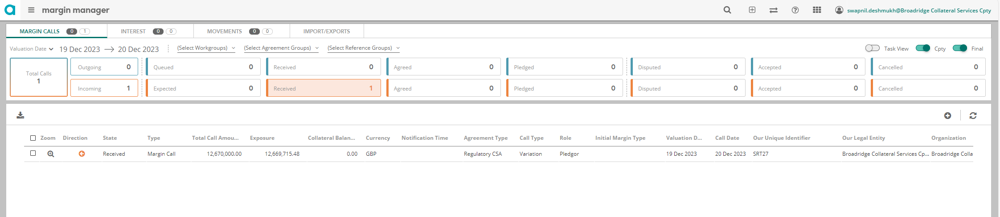 margin manager
swapnil.deshmukh@Broadridge Collateral Services Cpty
MARGIN CALLS 0 1 INTEREST 0 0 MOVEMENTS 0 0 IMPORT/EXPORTS
Valuation Date 19 Dec 2023 → 20 Dec 2023 (Select Workgroups) (Select Agreement Groups) (Select Reference Groups) Task View Cpty Final
Total Calls
1
Outgoing 0 Queued 0 Received 0 Agreed 0 Pledged 0 Disputed 0 Accepted 0 Cancelled 0
Incoming 1 Expected 0 Received 1 Agreed 0 Pledged 0 Disputed 0 Accepted 0 Cancelled 0
Zoom Direction State Type Total Call Amou... Exposure Collateral Balan... Currency Notification Time Agreement Type Call Type Role Initial Margin Type Valuation D... Call Date Our Unique Identifier Our Legal Entity Organization
Received Margin Call 12,670,000.00 12,669,715.48 0.00 GBP Regulatory CSA Variation Pledgor 19 Dec 2023 20 Dec 2023 SRT27 Broadridge Collateral Services Cp... Broadridge Colla